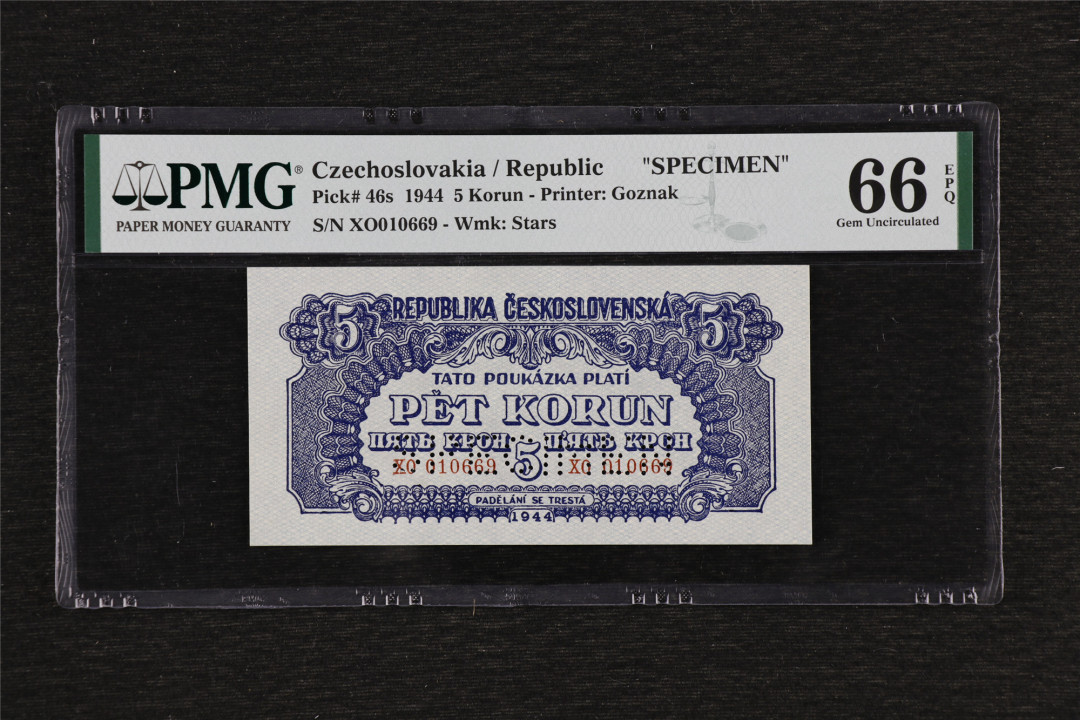 PMG®
PAPER MONEY GUARANTY
Czechoslovakia / Republic "SPECIMEN"
Pick# 46s 1944 5 Korun - Printer: Goznak
S/N XO010669 - Wmk: Stars
66 EPQ
Gem Uncirculated
5 REPUBLIKA ČESKOSLOVENSKÁ 5
TATO POUKÁZKA PLATÍ
PĚT KORUN
ПЯТЬ КРОН П'ЯТЬ КРОН
XO 010669 5 XO 010669
PADĚLÁNÍ SE TRESTÁ
1944